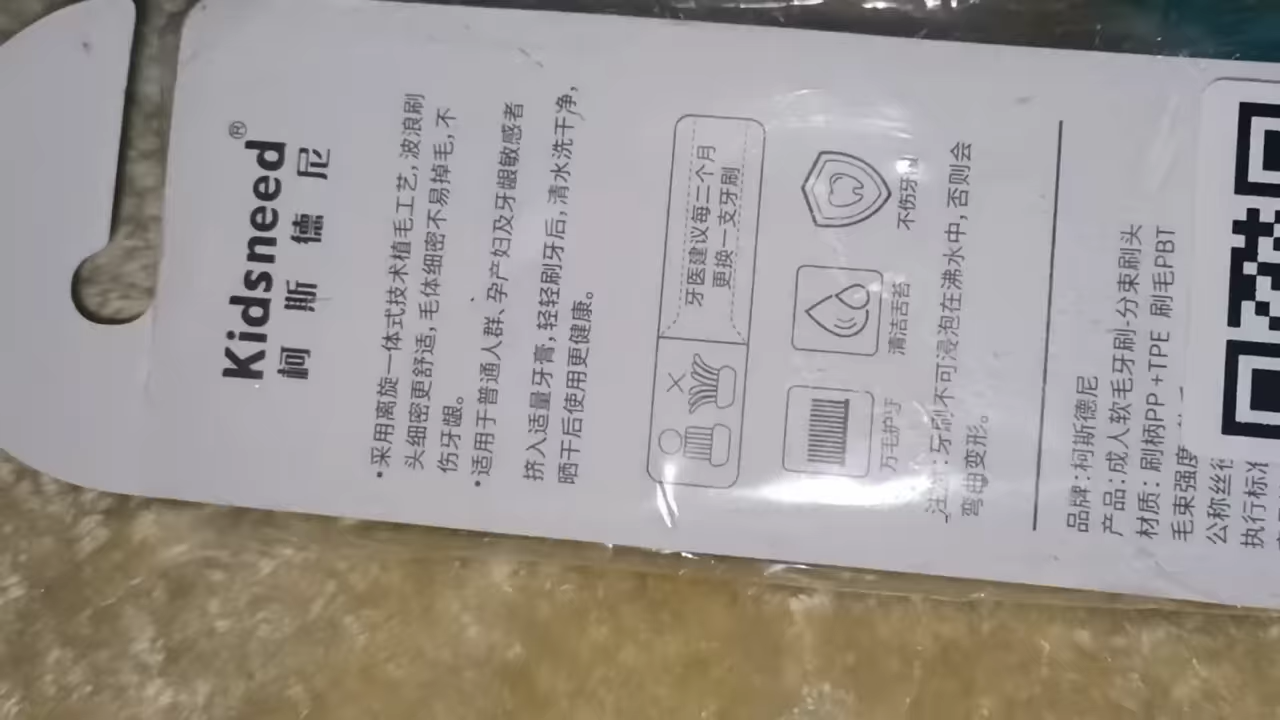 Kidsneed®
柯斯德尼
•采用离旋一体式技术植毛工艺，波浪刷
头细密更舒适，毛体细密不易掉毛，不
伤牙龈。
•适用于普通人群、孕产妇及牙龈敏感者
挤入适量牙膏，轻轻刷牙后，清水洗干净，
晒干后使用更健康。
牙医建议每三个月
更换一支牙刷
万毛护
清洁舌苔
不伤牙
注：牙刷不可浸泡在沸水中，否则会
弯曲变形。
品牌：柯斯德尼
产品：成人软毛牙刷-分束刷头
材质：刷柄PP+TPE 刷毛PBT
毛束强度
公称丝
执行标